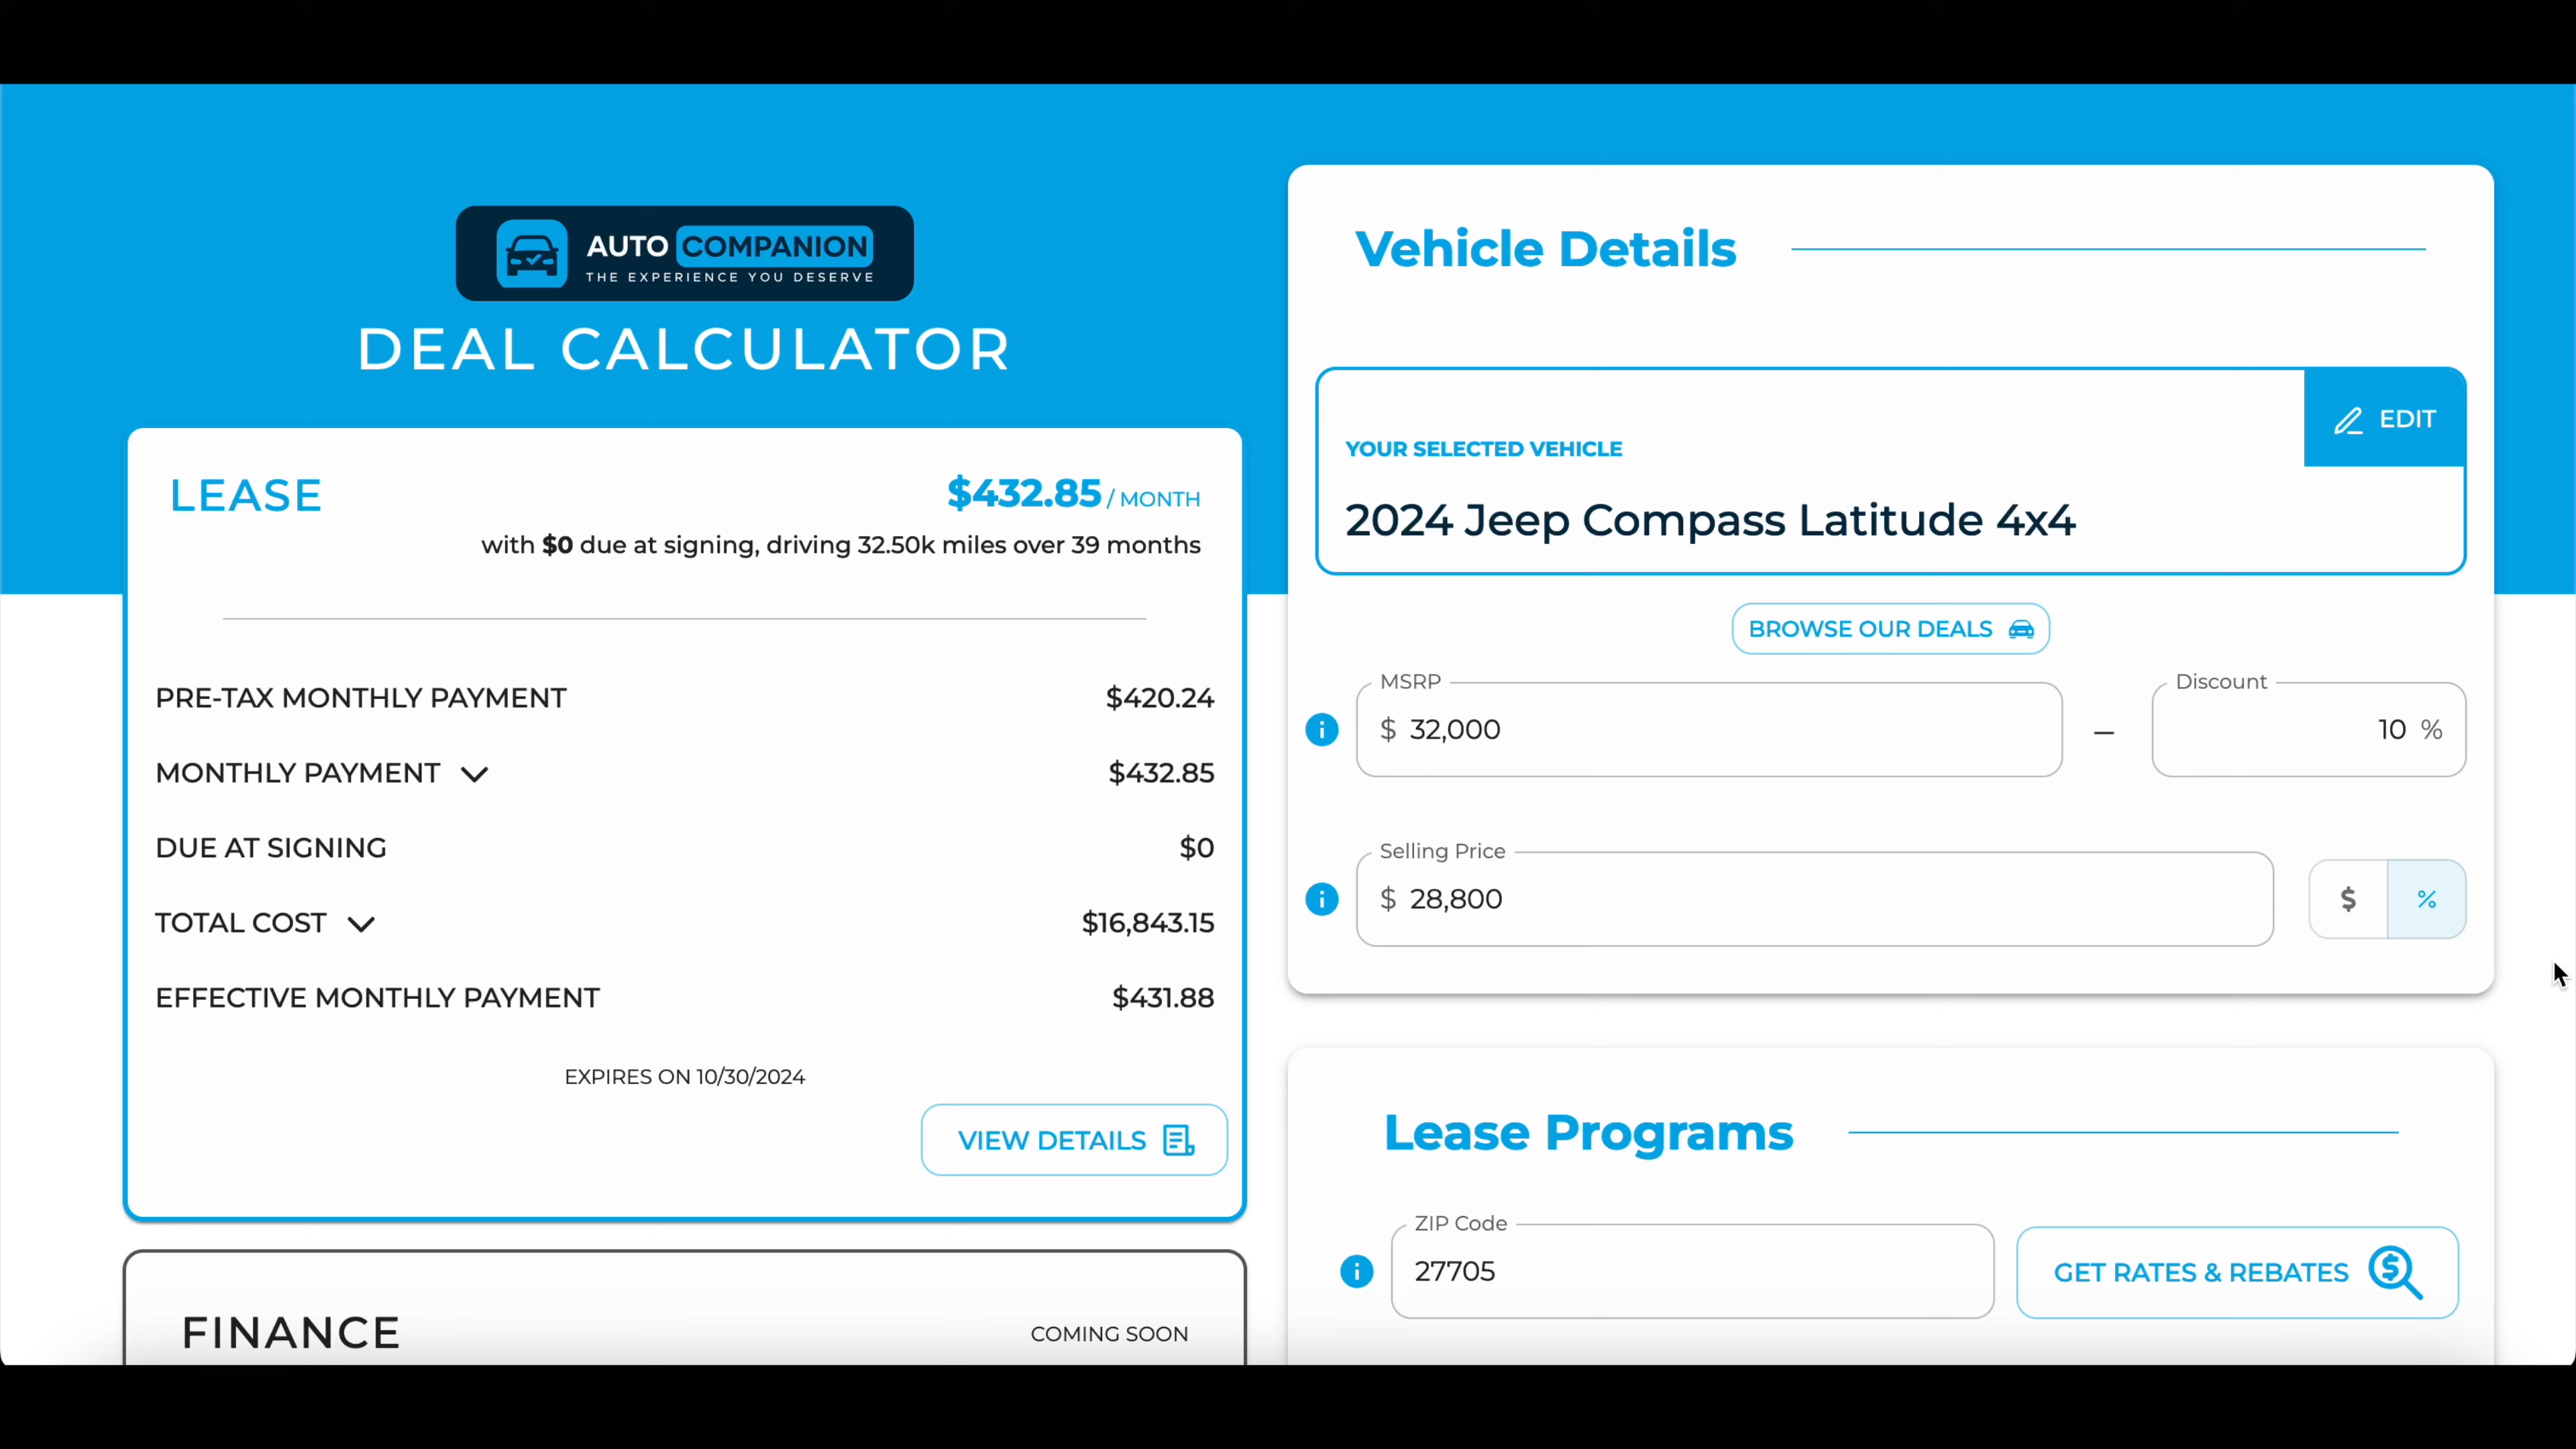 AUTO COMPANION
THE EXPERIENCE YOU DESERVE
DEAL CALCULATOR
LEASE
$432.85 / MONTH
with $0 due at signing, driving 32.50k miles over 39 months
PRE-TAX MONTHLY PAYMENT $420.24
MONTHLY PAYMENT $432.85
DUE AT SIGNING $0
TOTAL COST $16,843.15
EFFECTIVE MONTHLY PAYMENT $431.88
EXPIRES ON 10/30/2024
VIEW DETAILS
FINANCE COMING SOON
Vehicle Details
EDIT
YOUR SELECTED VEHICLE
2024 Jeep Compass Latitude 4x4
BROWSE OUR DEALS
MSRP Discount
i $ 32,000 – 10 %
Selling Price
i $ 28,800 $ %
Lease Programs
ZIP Code
i 27705 GET RATES & REBATES $